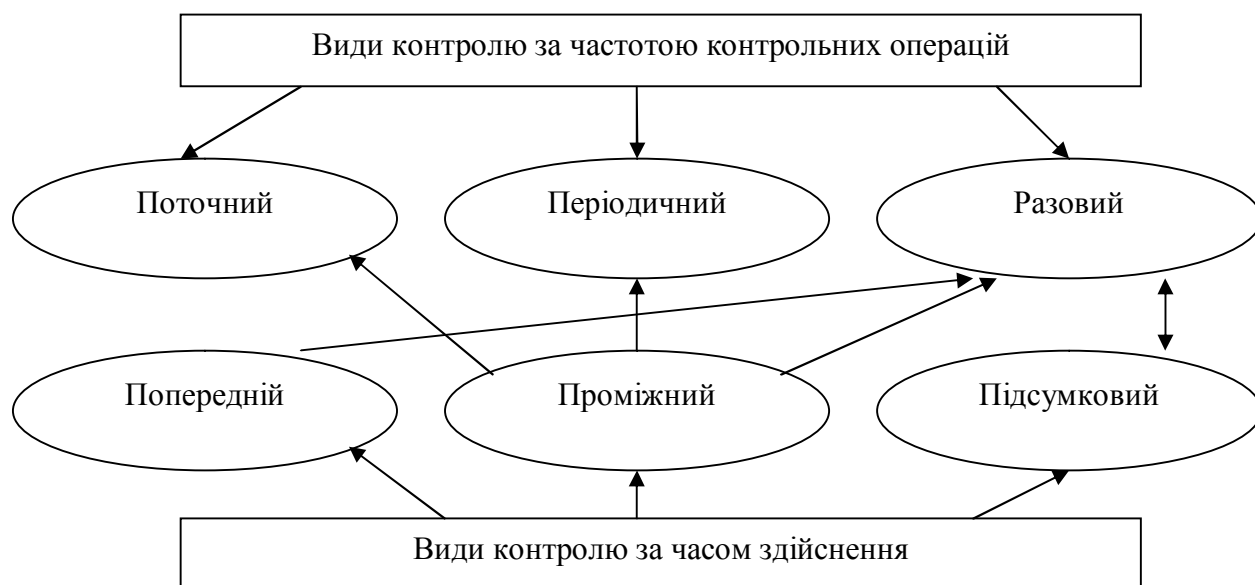 Види контролю за частотою контрольних операцій
Поточний
Періодичний
Разовий
Попередній
Проміжний
Підсумковий
Види контролю за часом здійснення